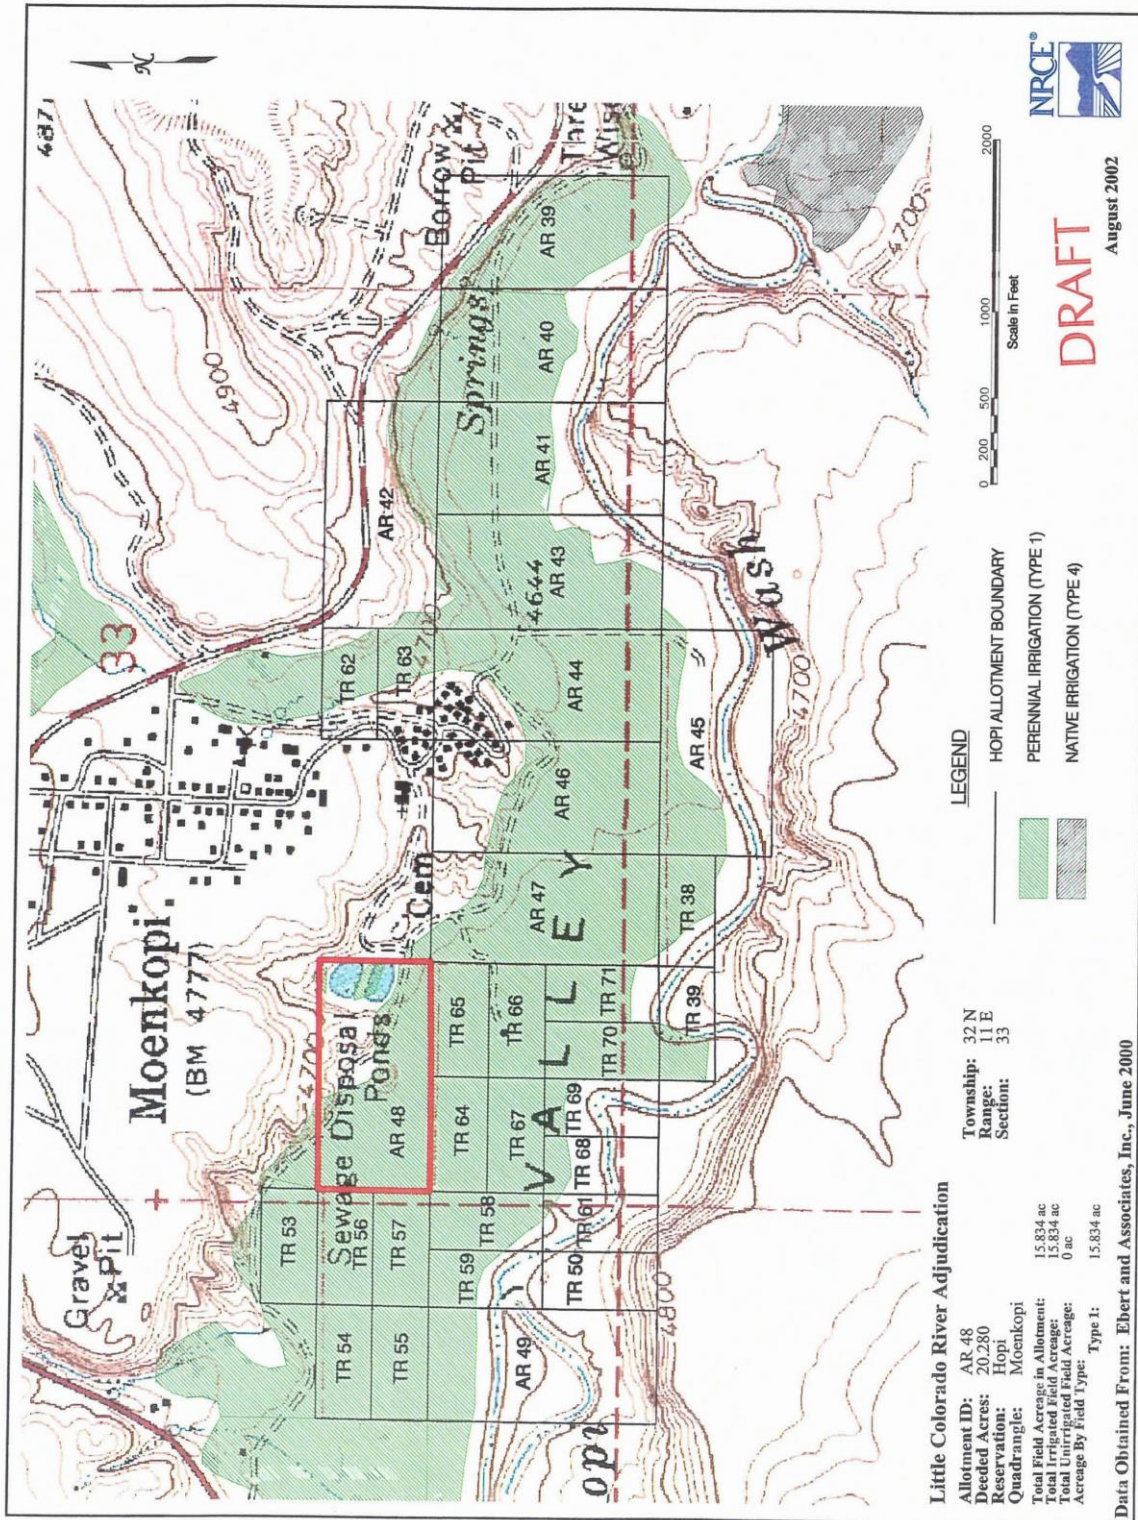 487
N
33
Moenkopi
(BM 4777)
Gravel
Pit
Borrow
Pit
Thre
Wis
4900
4700
Springs
4644
Cem
Sewage Disposal
Ponds
4700
VALLEY
Wash
4700
4700
4800
opi
AR 39
AR 40
AR 41
AR 42
AR 43
AR 44
AR 45
AR 46
AR 47
AR 48
AR 49
TR 38
TR 39
TR 50
TR 53
TR 54
TR 55
TR 56
TR 57
TR 58
TR 59
TR 61
TR 62
TR 63
TR 64
TR 65
TR 66
TR 67
TR 68
TR 69
TR 70
TR 71
Little Colorado River Adjudication
Allotment ID: AR 48
Deeded Acres: 20.280
Reservation: Hopi
Quadrangle: Moenkopi
Township: 32 N
Range: 11 E
Section: 33
Total Field Acreage in Allotment: 15.834 ac
Total Irrigated Field Acreage: 15.834 ac
Total Unirrigated Field Acreage: 0 ac
Acreage By Field Type:
Type 1: 15.834 ac
Data Obtained From: Ebert and Associates, Inc., June 2000
LEGEND
HOPI ALLOTMENT BOUNDARY
PERENNIAL IRRIGATION (TYPE 1)
NATIVE IRRIGATION (TYPE 4)
0 200 500 1000 2000
Scale in Feet
DRAFT
August 2002
NRCE®